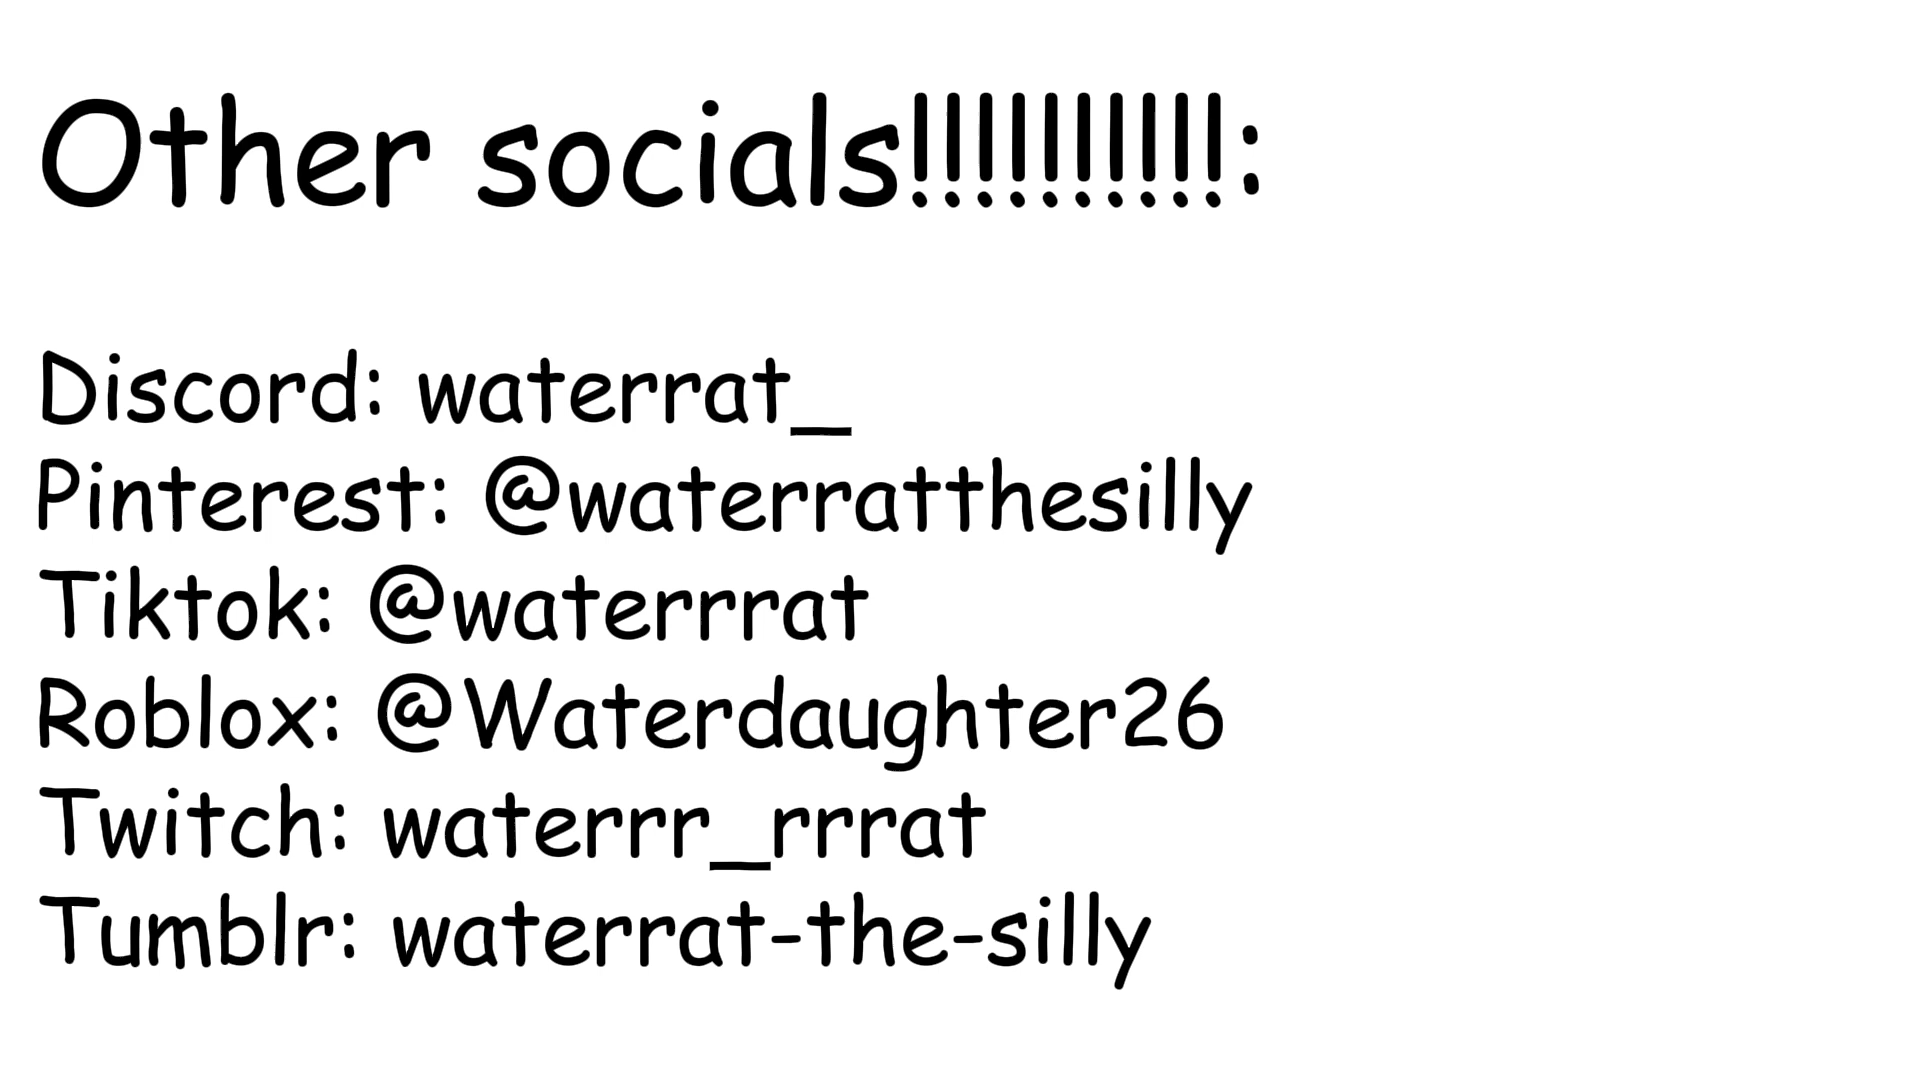 Other socials!!!!!!!!!!:
Discord: waterrat_
Pinterest: @waterratthesilly
Tiktok: @waterrrat
Roblox: @Waterdaughter26
Twitch: waterrr_rrrat
Tumblr: waterrat-the-silly